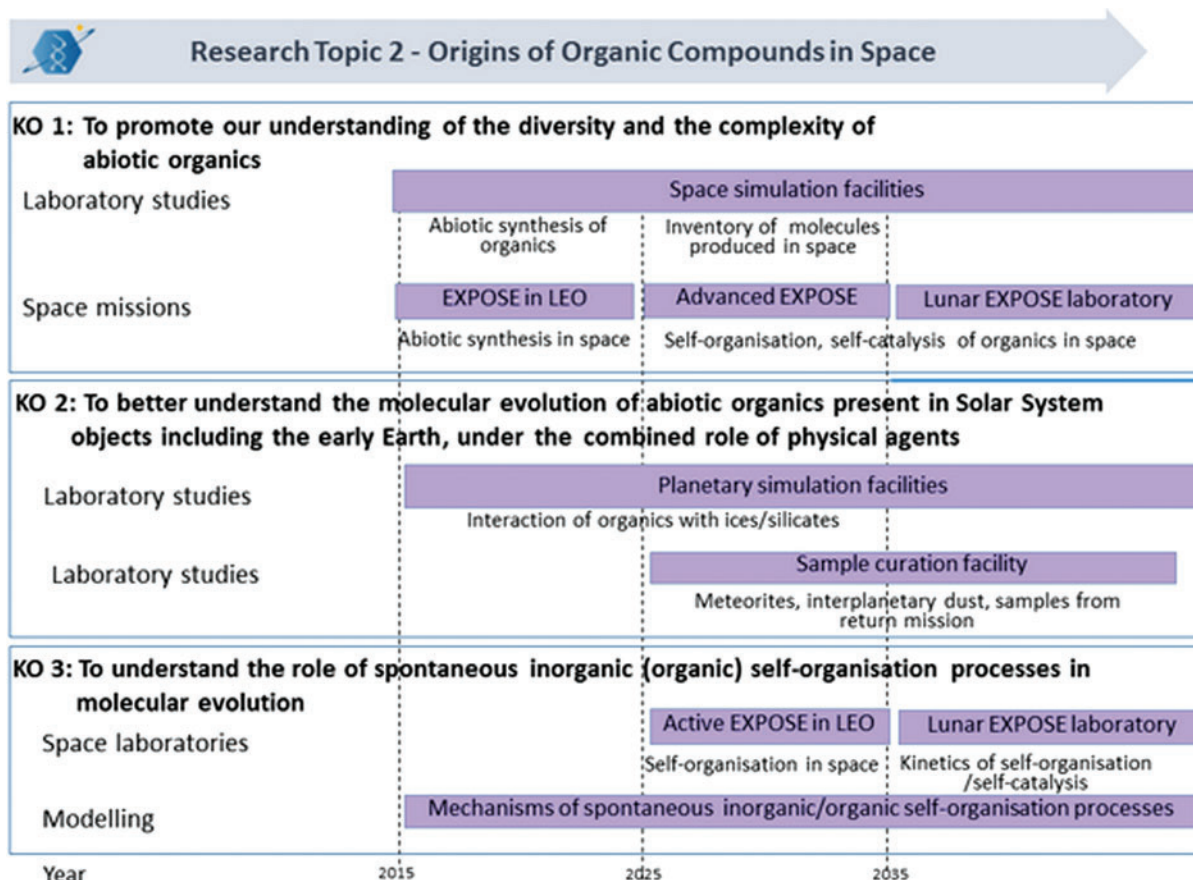 Research Topic 2 - Origins of Organic Compounds in Space
KO 1: To promote our understanding of the diversity and the complexity of
abiotic organics
Laboratory studies
Space simulation facilities
Abiotic synthesis of
organics
Inventory of molecules
produced in space
Space missions
EXPOSE in LEO
Advanced EXPOSE
Lunar EXPOSE laboratory
Abiotic synthesis in space
Self-organisation, self-catalysis of organics in space
KO 2: To better understand the molecular evolution of abiotic organics present in Solar System
objects including the early Earth, under the combined role of physical agents
Laboratory studies
Planetary simulation facilities
Interaction of organics with ices/silicates
Laboratory studies
Sample curation facility
Meteorites, interplanetary dust, samples from
return mission
KO 3: To understand the role of spontaneous inorganic (organic) self-organisation processes in
molecular evolution
Space laboratories
Active EXPOSE in LEO
Lunar EXPOSE laboratory
Self-organisation in space
Kinetics of self-organisation
/self-catalysis
Modelling
Mechanisms of spontaneous inorganic/organic self-organisation processes
Year
2015
2025
2035